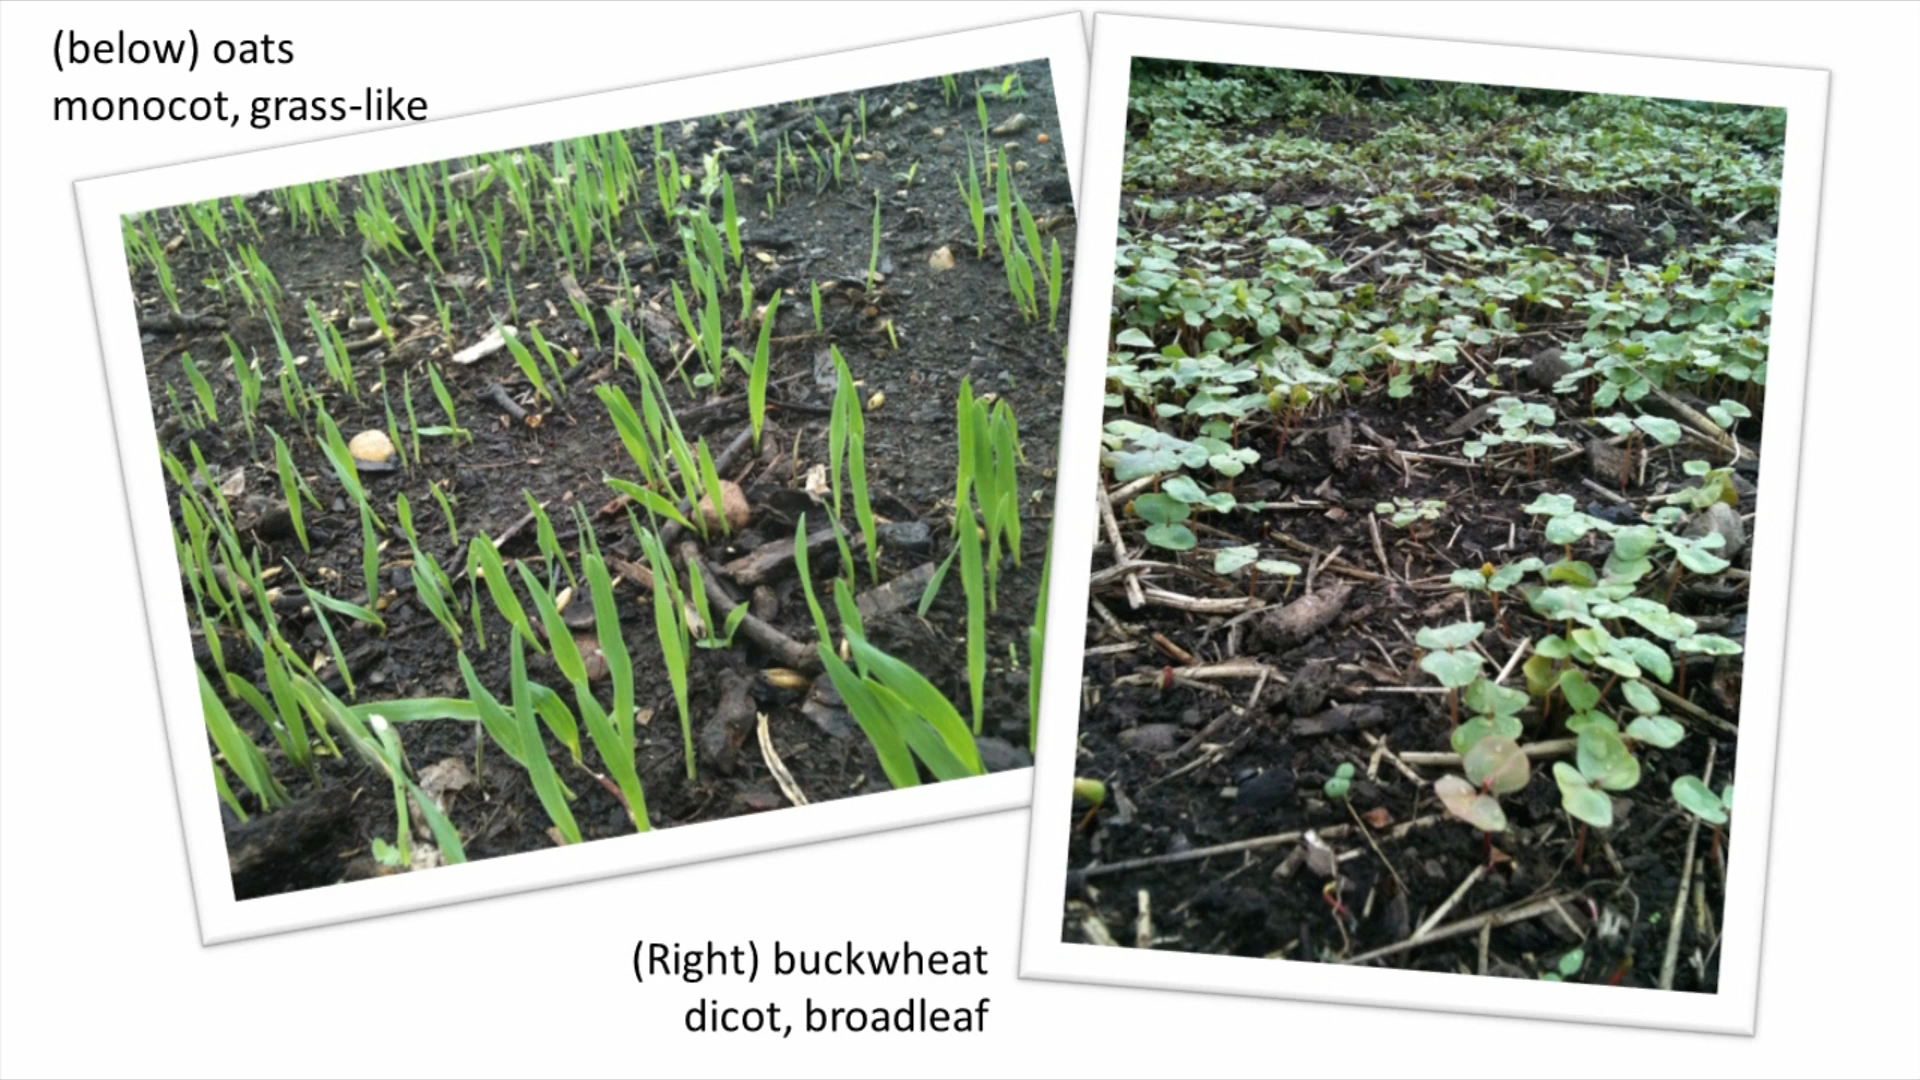 (below) oats
monocot, grass-like
(Right) buckwheat
dicot, broadleaf